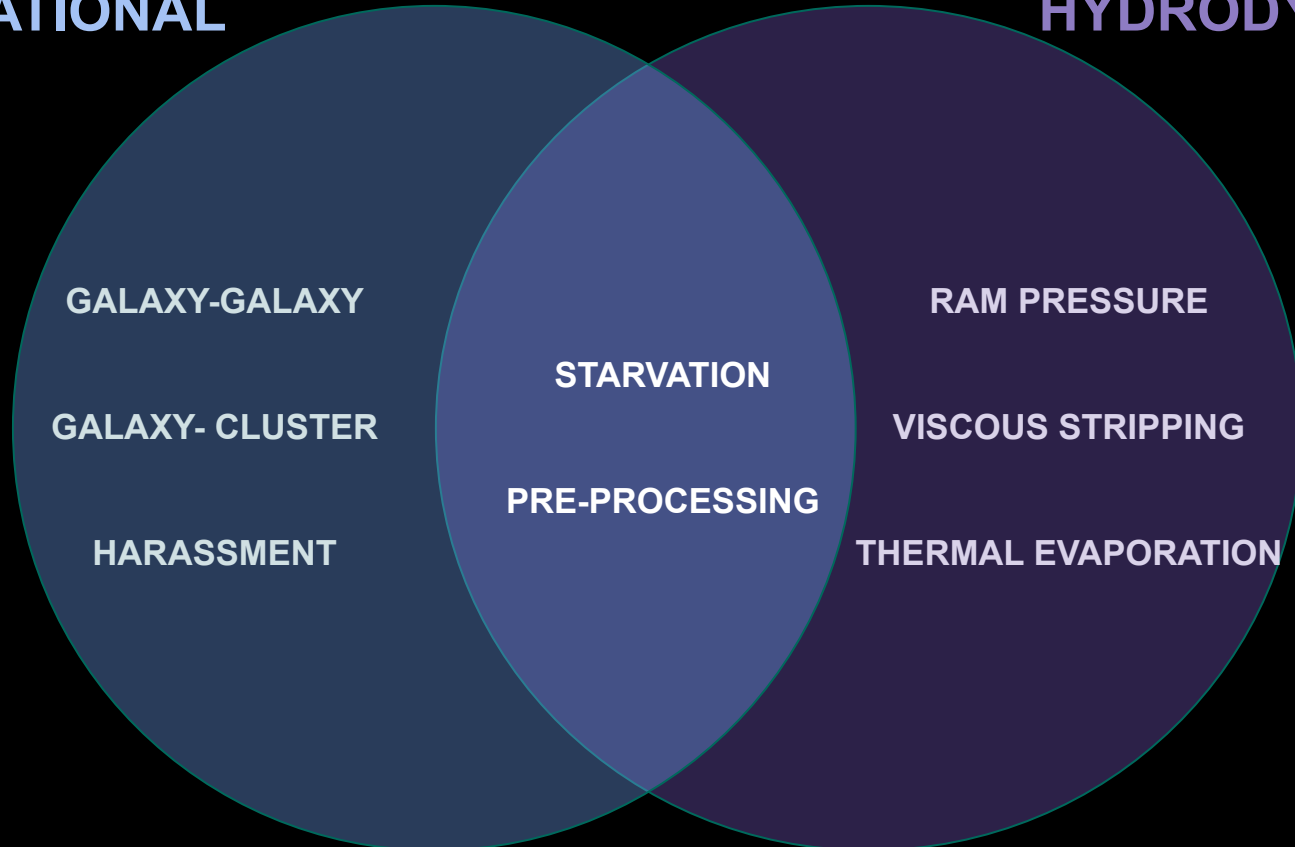 ATIONAL
HYDRODY
GALAXY-GALAXY
RAM PRESSURE
STARVATION
GALAXY- CLUSTER
VISCOUS STRIPPING
PRE-PROCESSING
HARASSMENT
THERMAL EVAPORATION